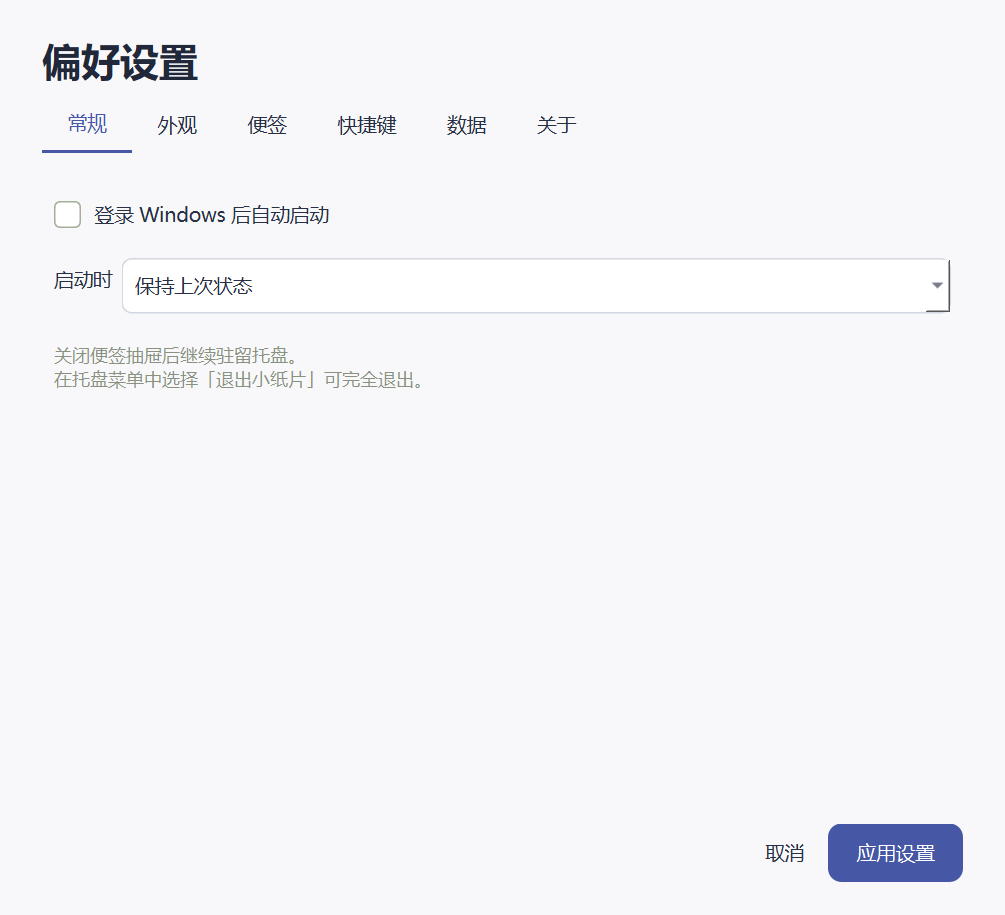 偏好设置
常规 外观 便签 快捷键 数据 关于
登录 Windows 后自动启动
启动时 保持上次状态
关闭便签抽屉后继续驻留托盘。
在托盘菜单中选择「退出小纸片」可完全退出。
取消 应用设置